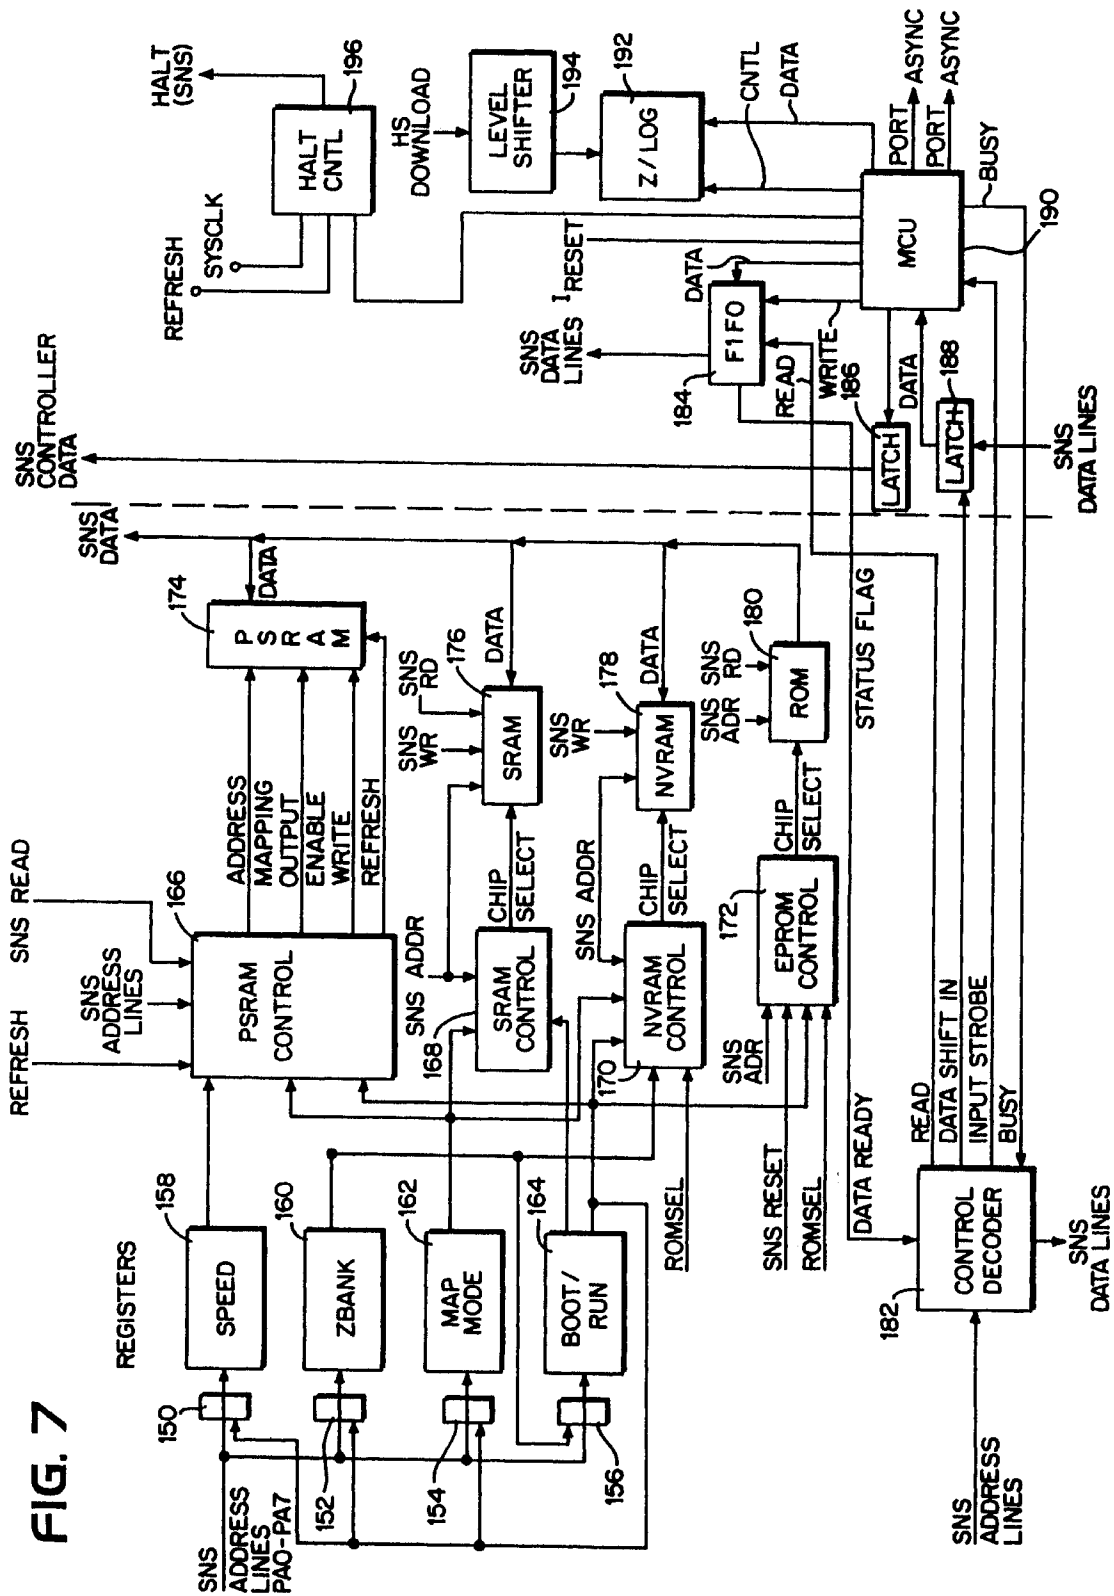 FIG. 7
SNS
ADDRESS
LINES
PA0-PA7
REGISTERS
150
152
154
156
158
SPEED
160
ZBANK
162
MAP
MODE
164
BOOT/
RUN
REFRESH
SNS READ
SNS
ADDRESS
LINES
166
PSRAM
CONTROL
ADDRESS
MAPPING
OUTPUT
ENABLE
WRITE
REFRESH
174
PSRAM
DATA
SNS
DATA
SNS ADDR
168
SRAM
CONTROL
CHIP
SELECT
SNS
WR
SNS
RD
176
SRAM
DATA
SNS ADDR
170
NVRAM
CONTROL
ROMSEL
CHIP
SELECT
SNS
WR
178
NVRAM
DATA
SNS
ADR
SNS RESET
ROMSEL
172
EPROM
CONTROL
CHIP
SELECT
SNS
ADR
SNS
RD
180
ROM
DATA READY
STATUS FLAG
SNS
ADDRESS
LINES
182
CONTROL
DECODER
SNS
DATA LINES
READ
DATA SHIFT IN
INPUT STROBE
BUSY
SNS
CONTROLLER
DATA
REFRESH
SYSCLK
HALT
CNTL
196
HALT
(SNS)
HS
DOWNLOAD
LEVEL
SHIFTER
194
Z/LOG
192
SNS
DATA
LINES
I RESET
184
F1F0
DATA
READ
WRITE
CNTL
DATA
186
LATCH
DATA
188
LATCH
SNS
DATA LINES
MCU
190
PORT
ASYNC
PORT
ASYNC
BUSY